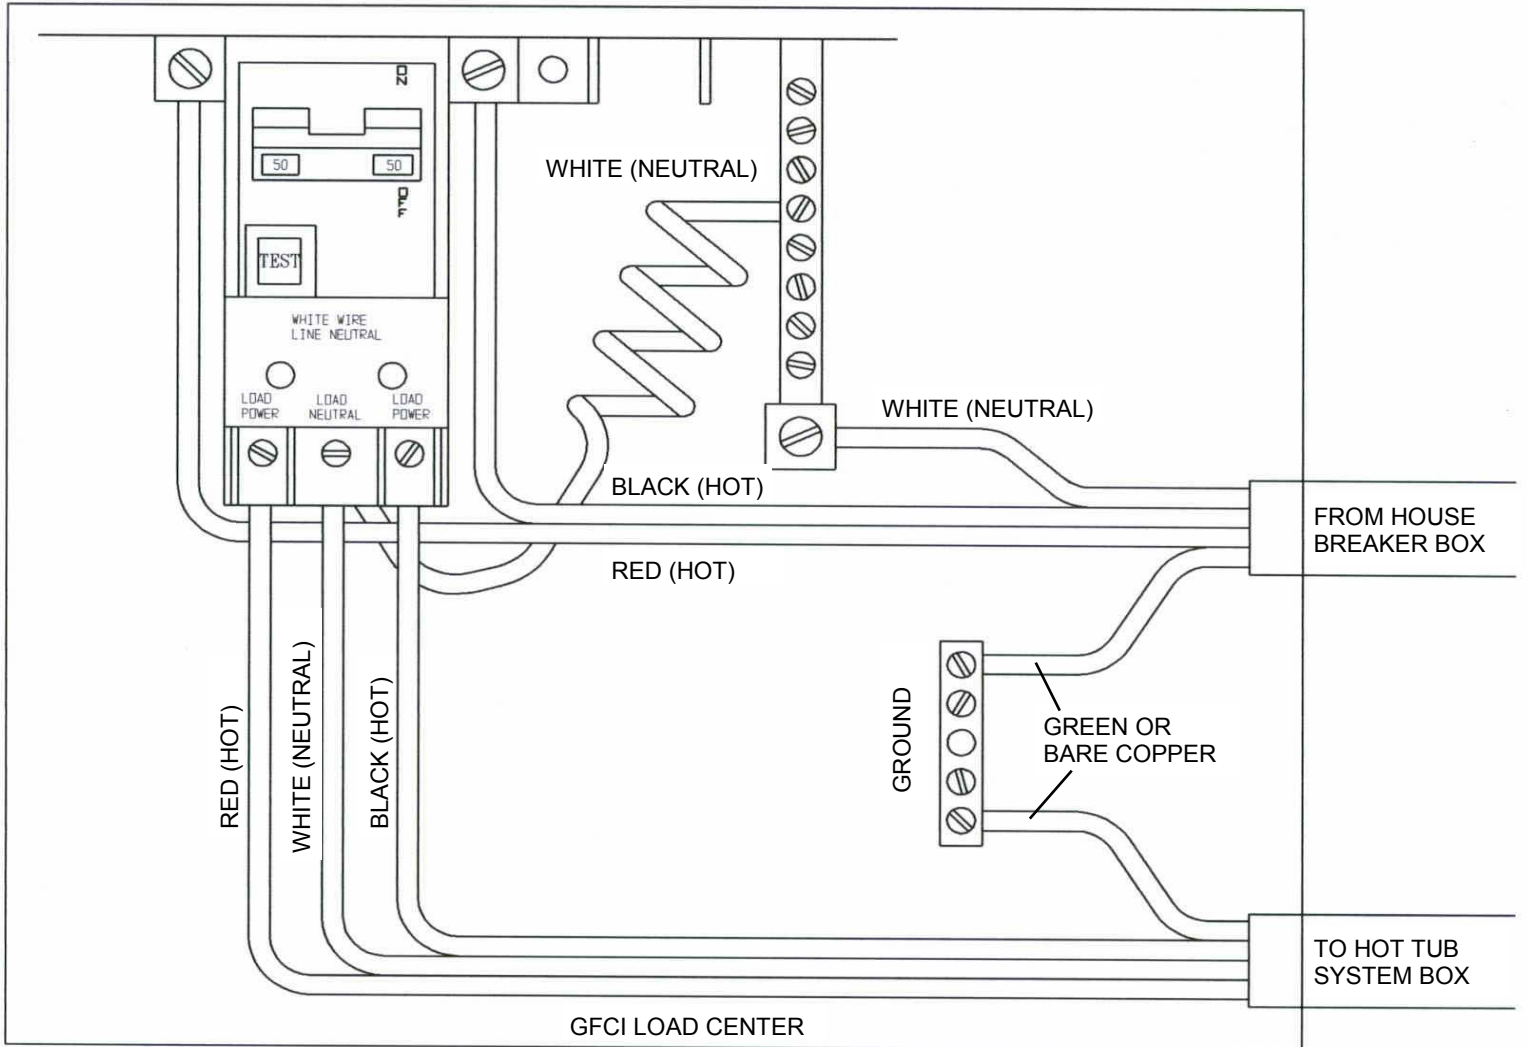 ON
50 50
OFF
TEST
WHITE WIRE
LINE NEUTRAL
LOAD
POWER
LOAD
NEUTRAL
LOAD
POWER
WHITE (NEUTRAL)
WHITE (NEUTRAL)
BLACK (HOT)
RED (HOT)
FROM HOUSE
BREAKER BOX
RED (HOT)
WHITE (NEUTRAL)
BLACK (HOT)
GROUND
GREEN OR
BARE COPPER
TO HOT TUB
SYSTEM BOX
GFCI LOAD CENTER